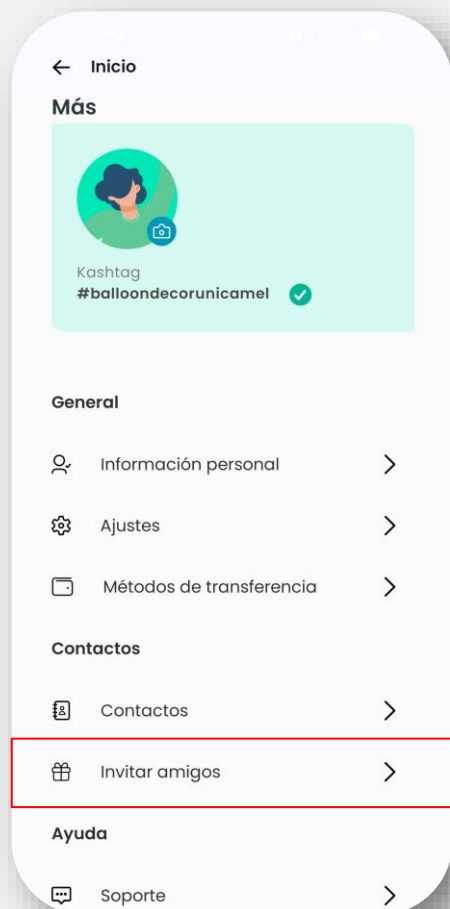 Inicio
Más
Kashtag
#balloondecorunicamel
General
Información personal
Ajustes
Métodos de transferencia
Contactos
Contactos
Invitar amigos
Ayuda
Soporte